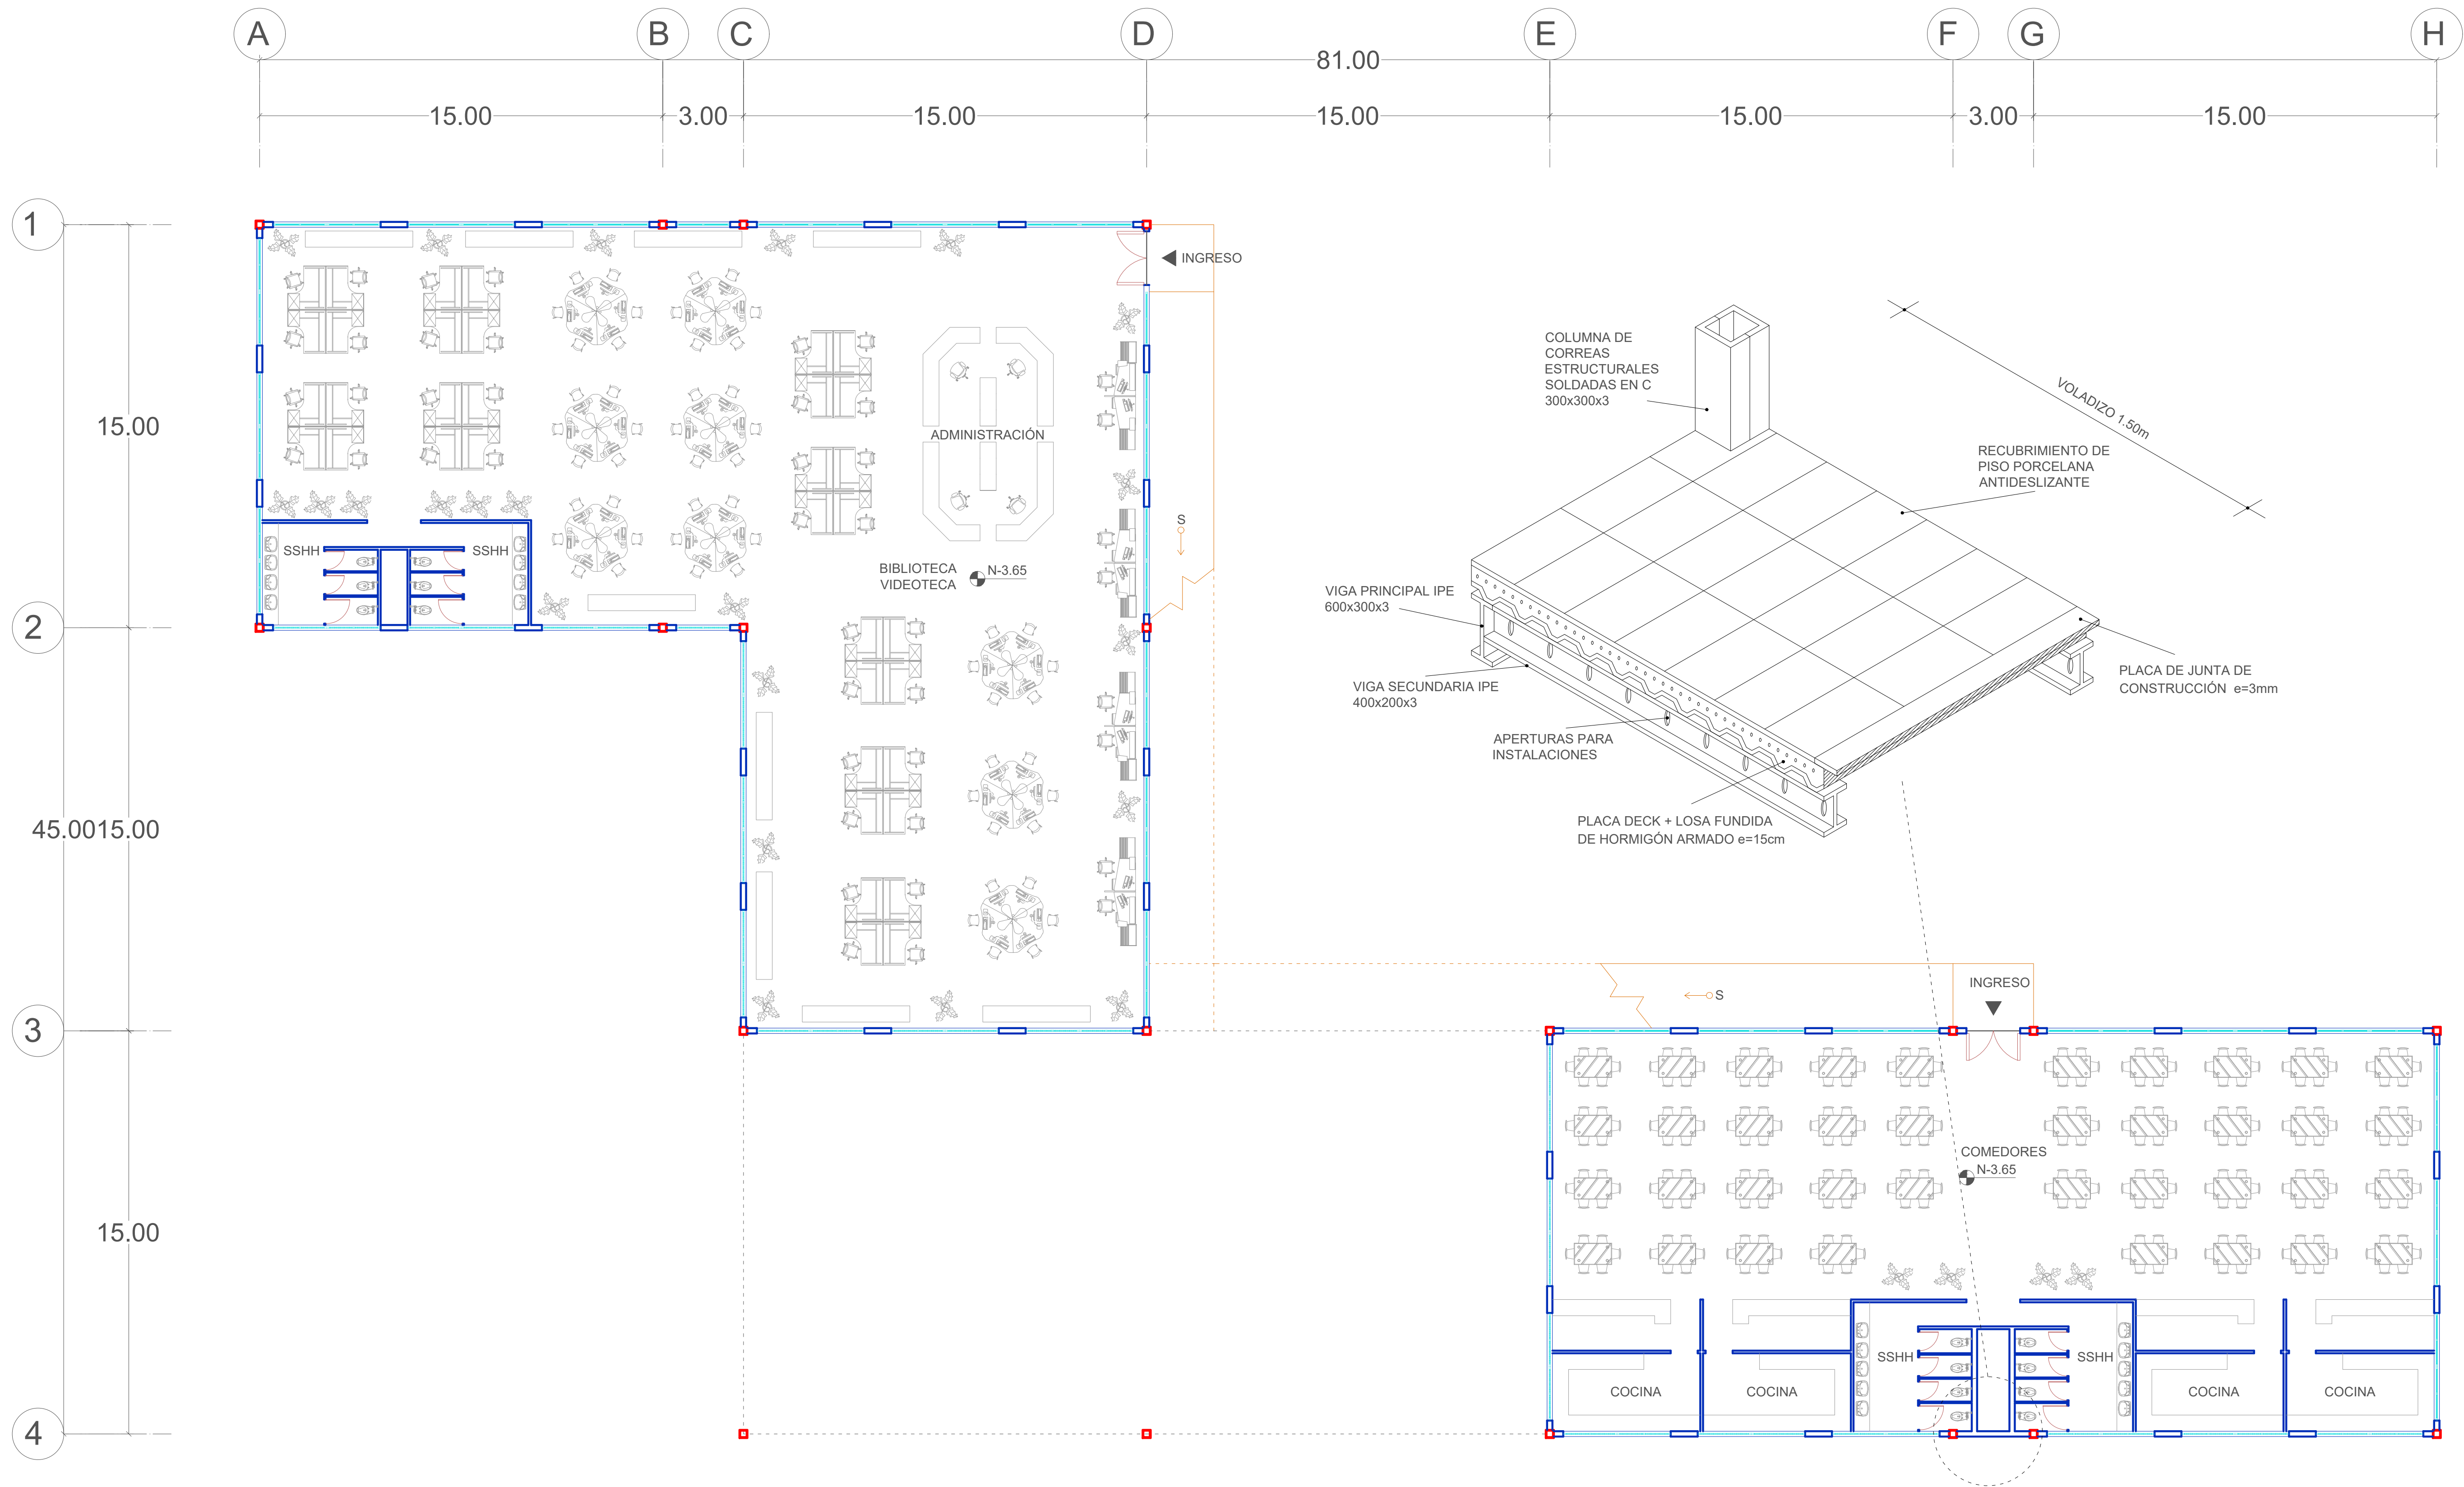 A B C D E F G H
81.00
15.00 3.00 15.00 15.00 15.00 3.00 15.00
1
2
3
4
15.00
45.00
15.00
15.00
INGRESO
ADMINISTRACIÓN
SSHH
SSHH
BIBLIOTECA
VIDEOTECA
N-3.65
S
COLUMNA DE
CORREAS
ESTRUCTURALES
SOLDADAS EN C
300x300x3
VOLADIZO 1.50m
RECUBRIMIENTO DE
PISO PORCELANA
ANTIDESLIZANTE
VIGA PRINCIPAL IPE
600x300x3
VIGA SECUNDARIA IPE
400x200x3
APERTURAS PARA
INSTALACIONES
PLACA DE JUNTA DE
CONSTRUCCIÓN e=3mm
PLACA DECK + LOSA FUNDIDA
DE HORMIGÓN ARMADO e=15cm
S
INGRESO
COMEDORES
N-3.65
SSHH
SSHH
COCINA
COCINA
COCINA
COCINA